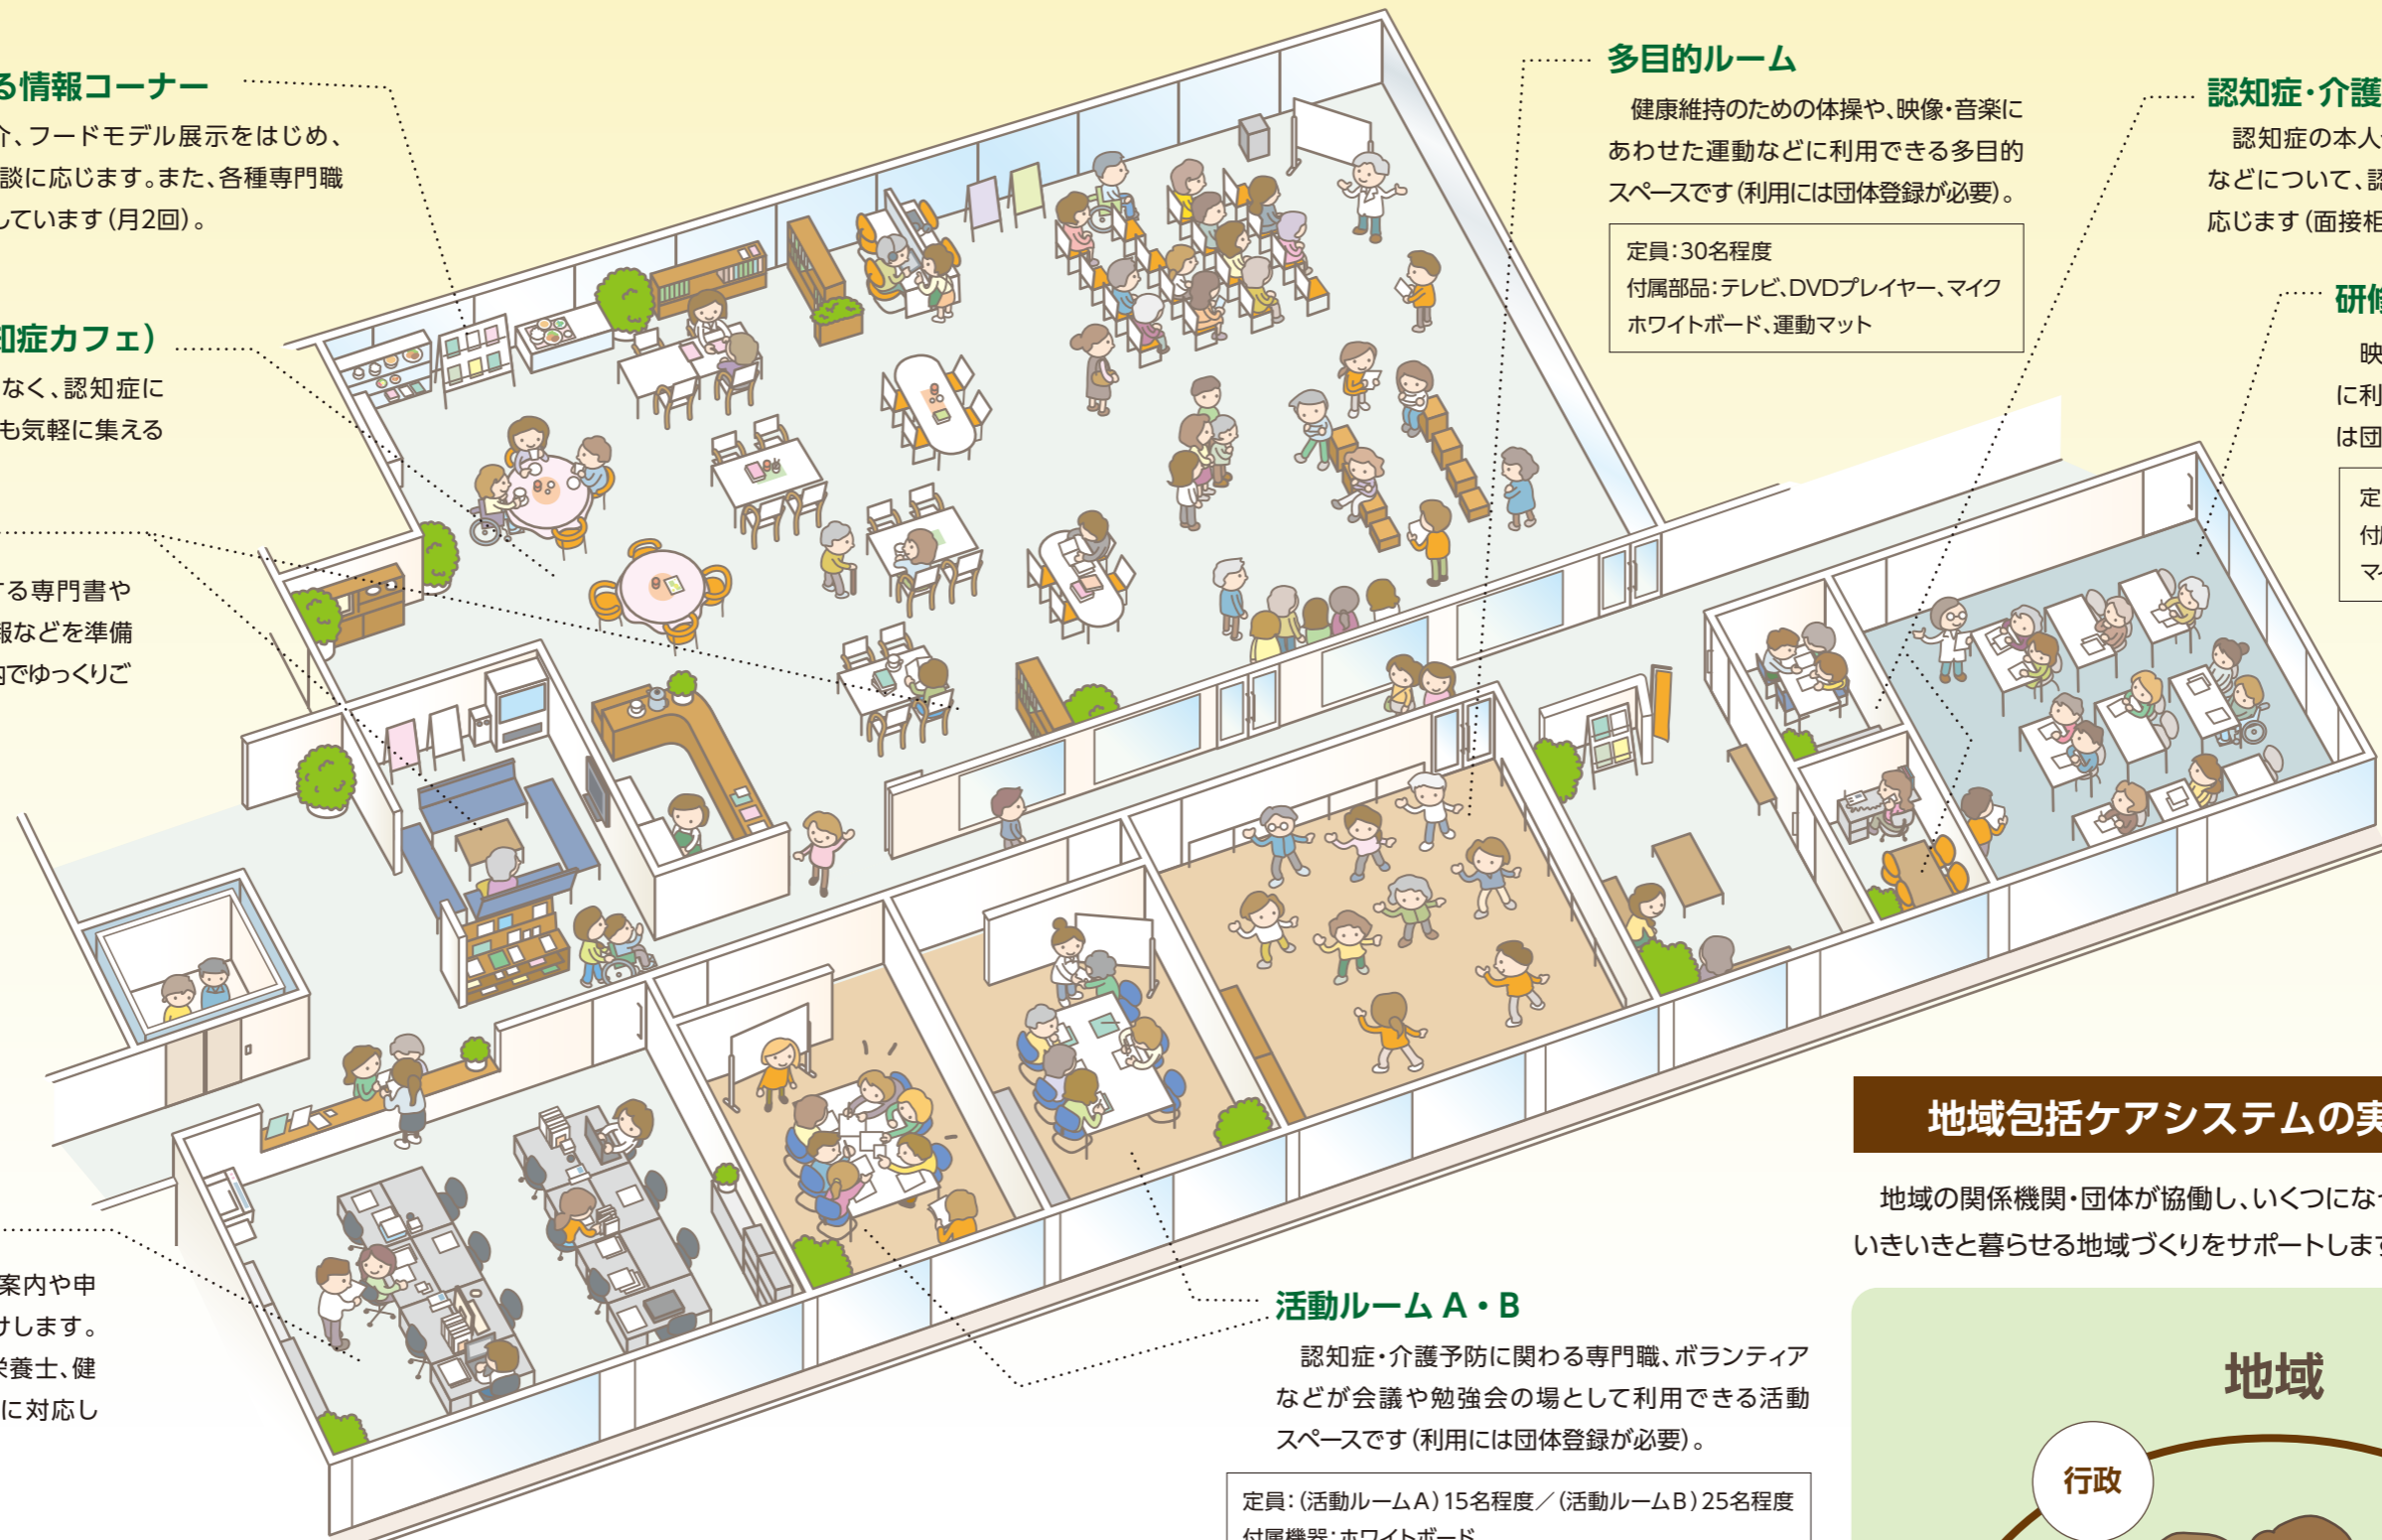 る情報コーナー
介、フードモデル展示をはじめ、
談に応じます。また、各種専門職
しています（月2回）。
知症カフェ）
なく、認知症に
も気軽に集える
する専門書や
報などを準備
内でゆっくりご
案内や申
けします。
栄養士、健
に対応し
多目的ルーム
健康維持のための体操や、映像・音楽に
あわせた運動などに利用できる多目的
スペースです（利用には団体登録が必要）。
定員：30名程度
付属部品：テレビ、DVDプレイヤー、マイク
ホワイトボード、運動マット
認知症・介護
認知症の本人
などについて、認
応じます（面接相
研修
映
に利
は団
定
付
マイ
活動ルーム A・B
認知症・介護予防に関わる専門職、ボランティア
などが会議や勉強会の場として利用できる活動
スペースです（利用には団体登録が必要）。
定員：（活動ルームA）15名程度／（活動ルームB）25名程度
付属機器：ホワイトボード
地域包括ケアシステムの実
地域の関係機関・団体が協働し、いくつになっ
いきいきと暮らせる地域づくりをサポートします
地域
行政